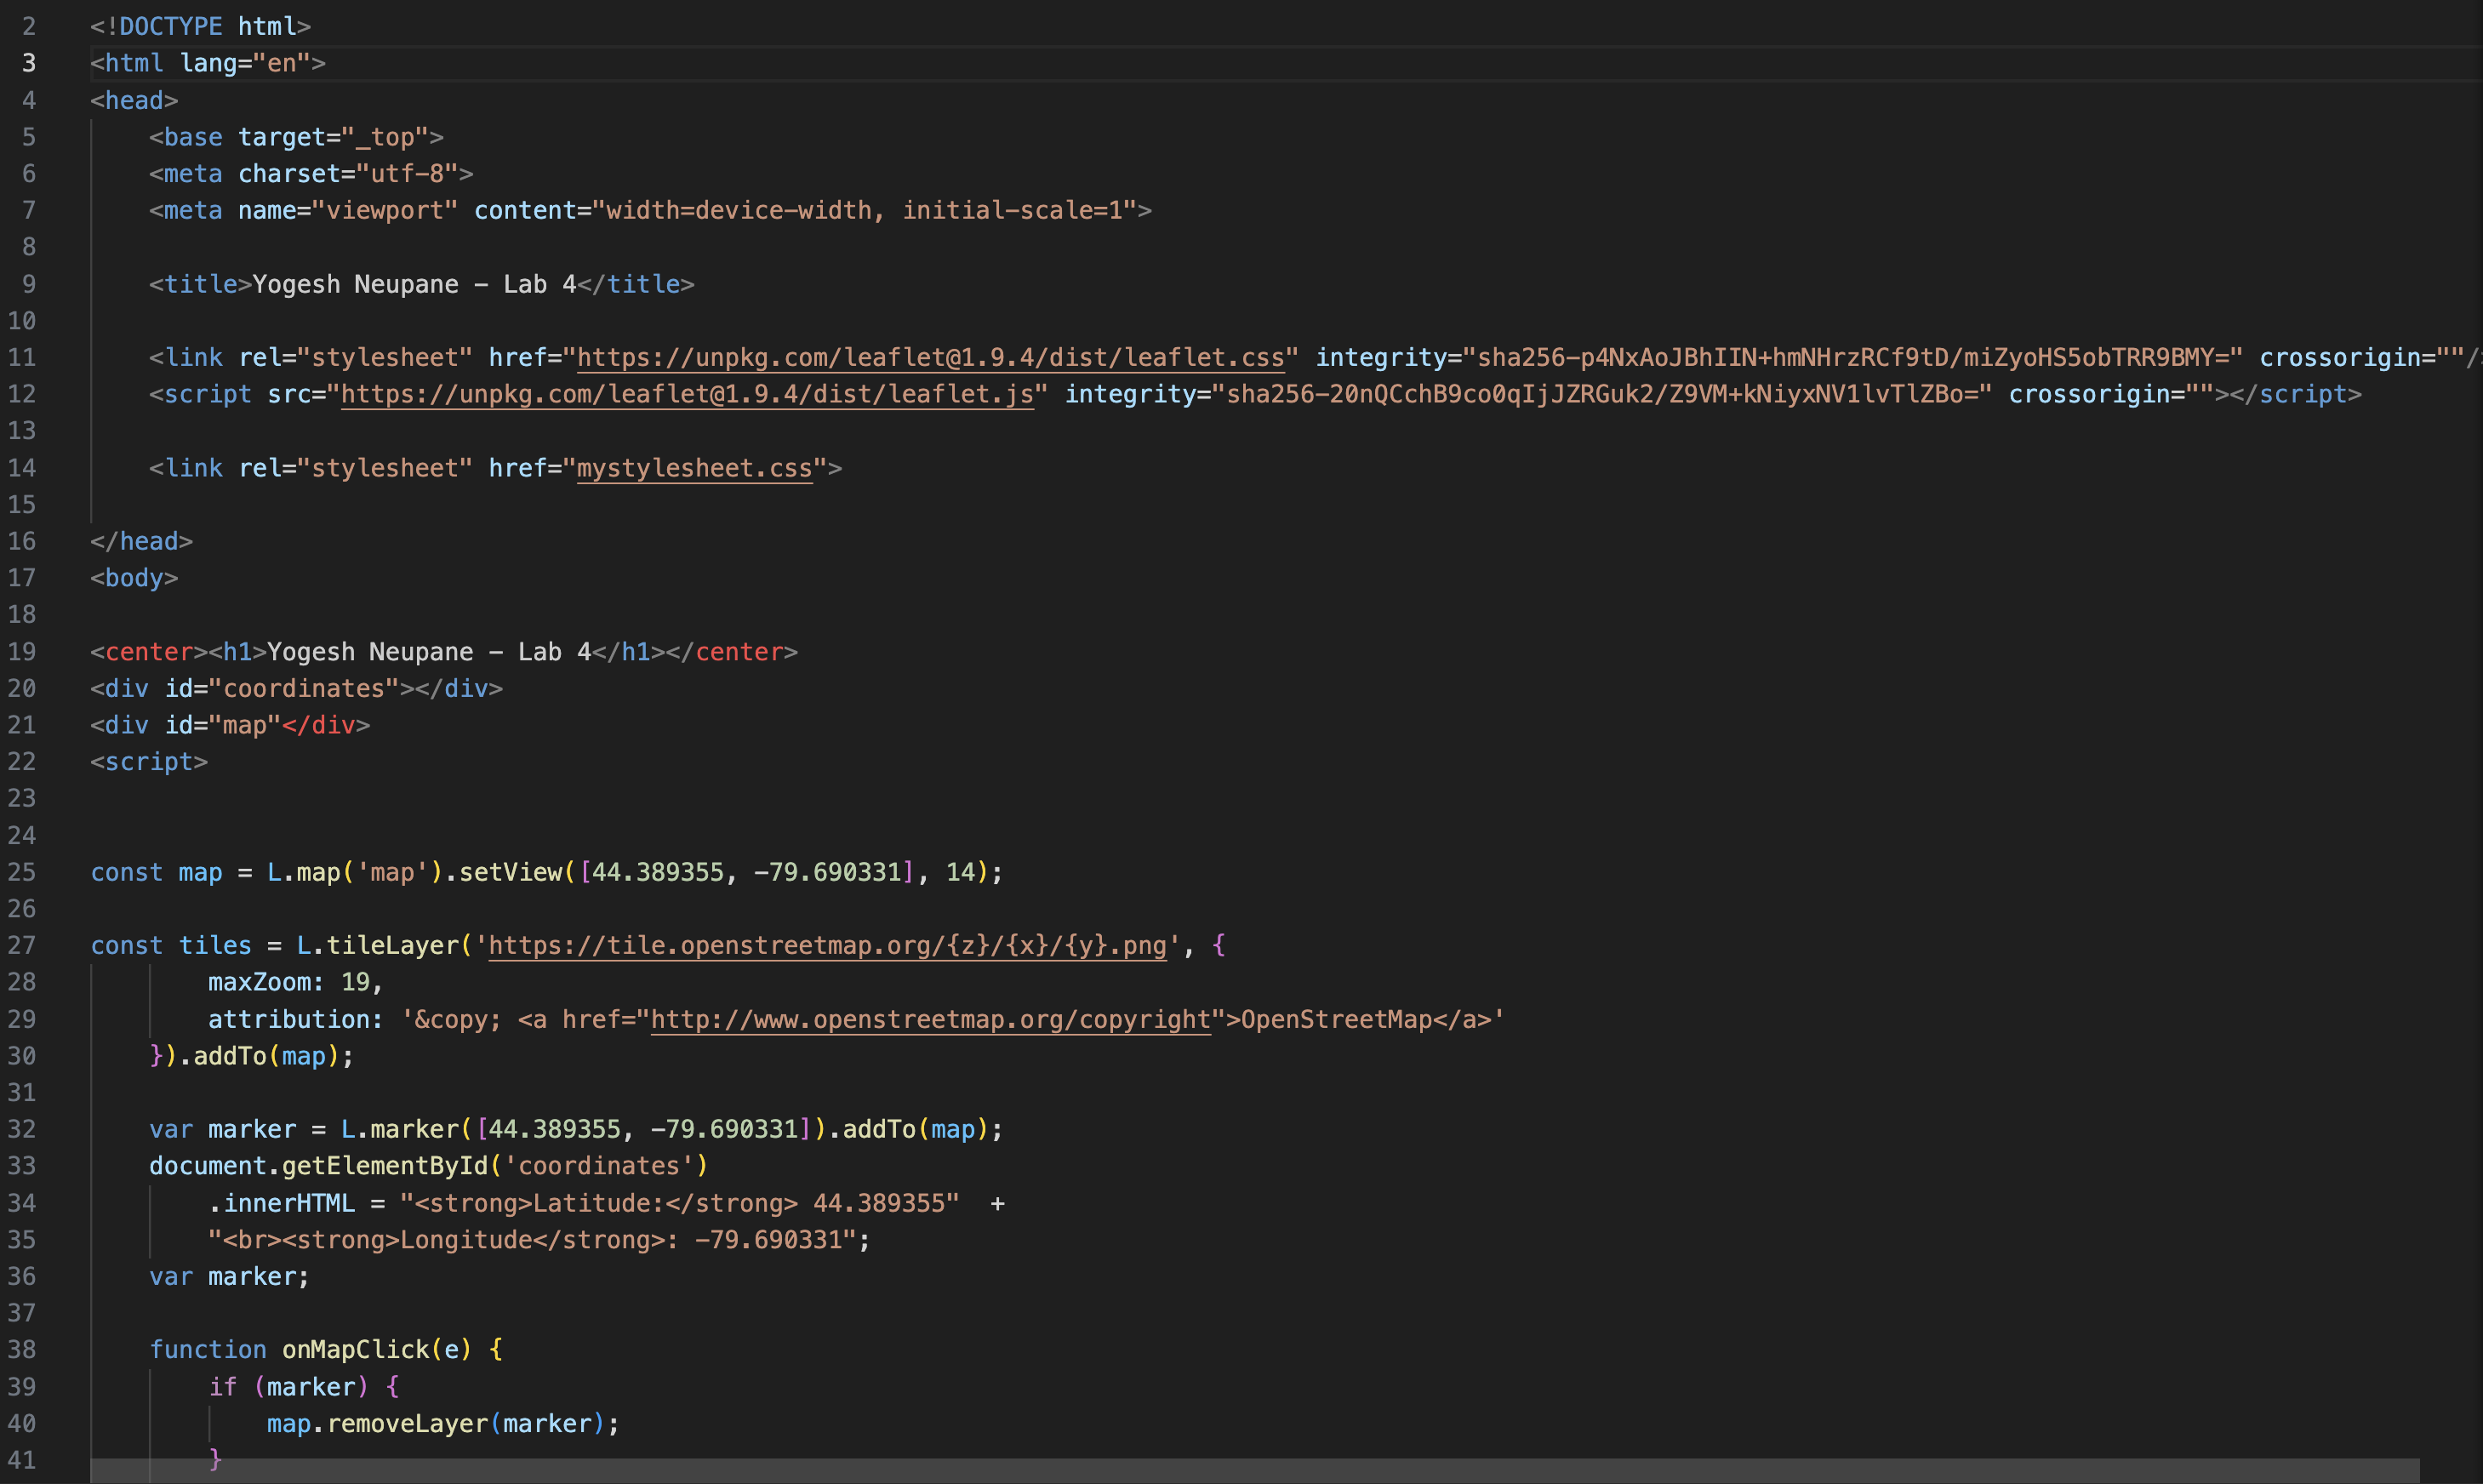 2 <!DOCTYPE html>
3 <html lang="en">
4 <head>
5     <base target="_top">
6     <meta charset="utf-8">
7     <meta name="viewport" content="width=device-width, initial-scale=1">
8
9     <title>Yogesh Neupane – Lab 4</title>
10
11     <link rel="stylesheet" href="https://unpkg.com/leaflet@1.9.4/dist/leaflet.css" integrity="sha256-p4NxAoJBhIIN+hmNHrzRCf9tD/miZyoHS5obTRR9BMY=" crossorigin=""/
12     <script src="https://unpkg.com/leaflet@1.9.4/dist/leaflet.js" integrity="sha256-20nQCchB9co0qIjJZRGuk2/Z9VM+kNiyxNV1lvTlZBo=" crossorigin=""></script>
13
14     <link rel="stylesheet" href="mystylesheet.css">
15
16 </head>
17 <body>
18
19 <center><h1>Yogesh Neupane – Lab 4</h1></center>
20 <div id="coordinates"></div>
21 <div id="map"</div>
22 <script>
23
24
25 const map = L.map('map').setView([44.389355, -79.690331], 14);
26
27 const tiles = L.tileLayer('https://tile.openstreetmap.org/{z}/{x}/{y}.png', {
28         maxZoom: 19,
29         attribution: '&copy; <a href="http://www.openstreetmap.org/copyright">OpenStreetMap</a>'
30     }).addTo(map);
31
32     var marker = L.marker([44.389355, -79.690331]).addTo(map);
33     document.getElementById('coordinates')
34         .innerHTML = "<strong>Latitude:</strong> 44.389355"  +
35         "<br><strong>Longitude</strong>: -79.690331";
36     var marker;
37
38     function onMapClick(e) {
39         if (marker) {
40             map.removeLayer(marker);
41         }